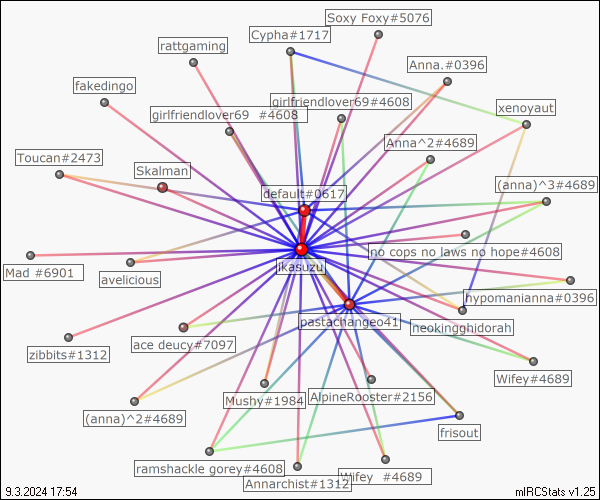 Soxy Foxy#5076
Cypha#1717
rattgaming
Anna.#0396
fakedingo
girlfriendlover69#4608
xenoyaut
girlfriendlover69 #4608
Anna^2#4689
Toucan#2473
Skalman
(anna)^3#4689
default#0617
no cops no laws no hope#4608
jkasuzu
Mad #6901
avelicious
hypomanianna#0396
pastachangeo41
neokingghidorah
ace deucy#7097
zibbits#1312
Wifey#4689
Mushy#1984
AlpineRooster#2156
(anna)^2#4689
frisout
ramshackle gorey#4608
Wifey #4689
Annarchist#1312
9.3.2024 17:54
mIRCStats v1.25